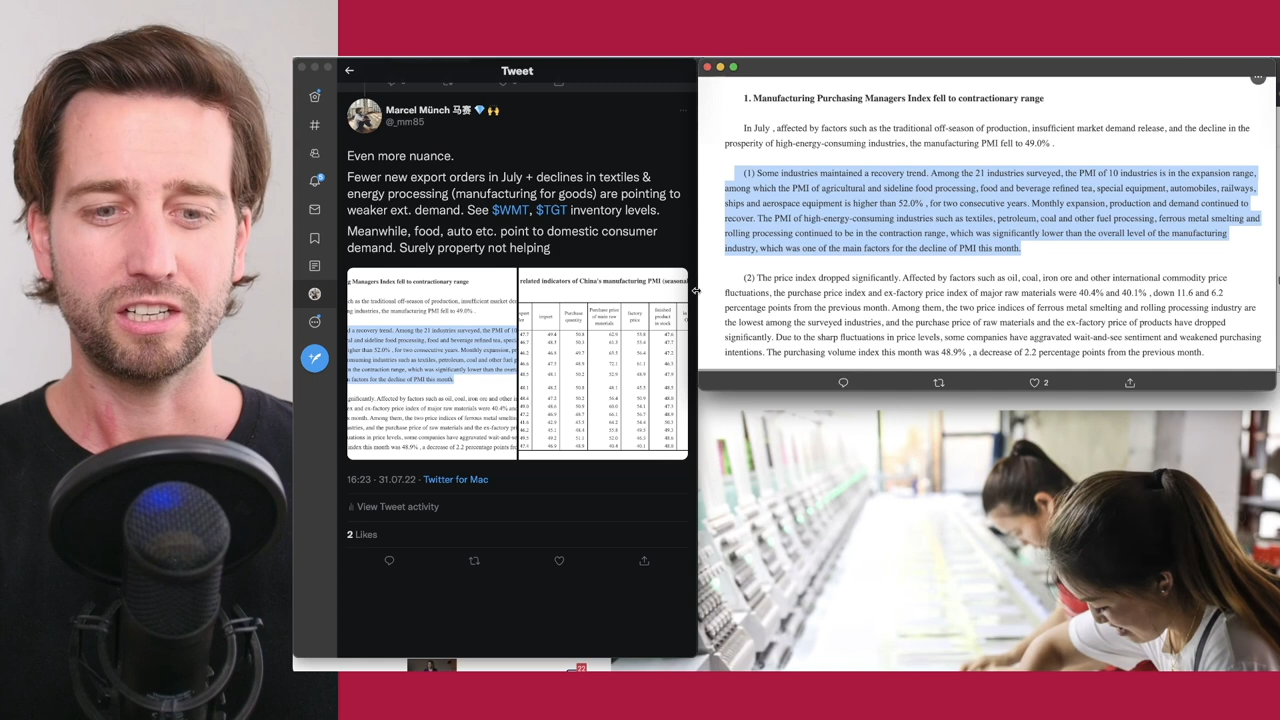 Tweet
Marcel Münch 马赛 💎 🙌
@_mm85
Even more nuance.
Fewer new export orders in July + declines in textiles &
energy processing (manufacturing for goods) are pointing to
weaker ext. demand. See $WMT, $TGT inventory levels.
Meanwhile, food, auto etc. point to domestic consumer
demand. Surely property not helping
g Managers Index fell to contractionary range
related indicators of China's manufacturing PMI (seasona
16:23 · 31.07.22 · Twitter for Mac
View Tweet activity
2 Likes
1. Manufacturing Purchasing Managers Index fell to contractionary range
In July , affected by factors such as the traditional off-season of production, insufficient market demand release, and the decline in the
prosperity of high-energy-consuming industries, the manufacturing PMI fell to 49.0% .
(1) Some industries maintained a recovery trend. Among the 21 industries surveyed, the PMI of 10 industries is in the expansion range,
among which the PMI of agricultural and sideline food processing, food and beverage refined tea, special equipment, automobiles, railways,
ships and aerospace equipment is higher than 52.0% , for two consecutive years. Monthly expansion, production and demand continued to
recover. The PMI of high-energy-consuming industries such as textiles, petroleum, coal and other fuel processing, ferrous metal smelting and
rolling processing continued to be in the contraction range, which was significantly lower than the overall level of the manufacturing
industry, which was one of the main factors for the decline of PMI this month.
(2) The price index dropped significantly. Affected by factors such as oil, coal, iron ore and other international commodity price
fluctuations, the purchase price index and ex-factory price index of major raw materials were 40.4% and 40.1% , down 11.6 and 6.2
percentage points from the previous month. Among them, the two price indices of ferrous metal smelting and rolling processing industry are
the lowest among the surveyed industries, and the purchase price of raw materials and the ex-factory price of products have dropped
significantly. Due to the sharp fluctuations in price levels, some companies have aggravated wait-and-see sentiment and weakened purchasing
intentions. The purchasing volume index this month was 48.9% , a decrease of 2.2 percentage points from the previous month.
2
22